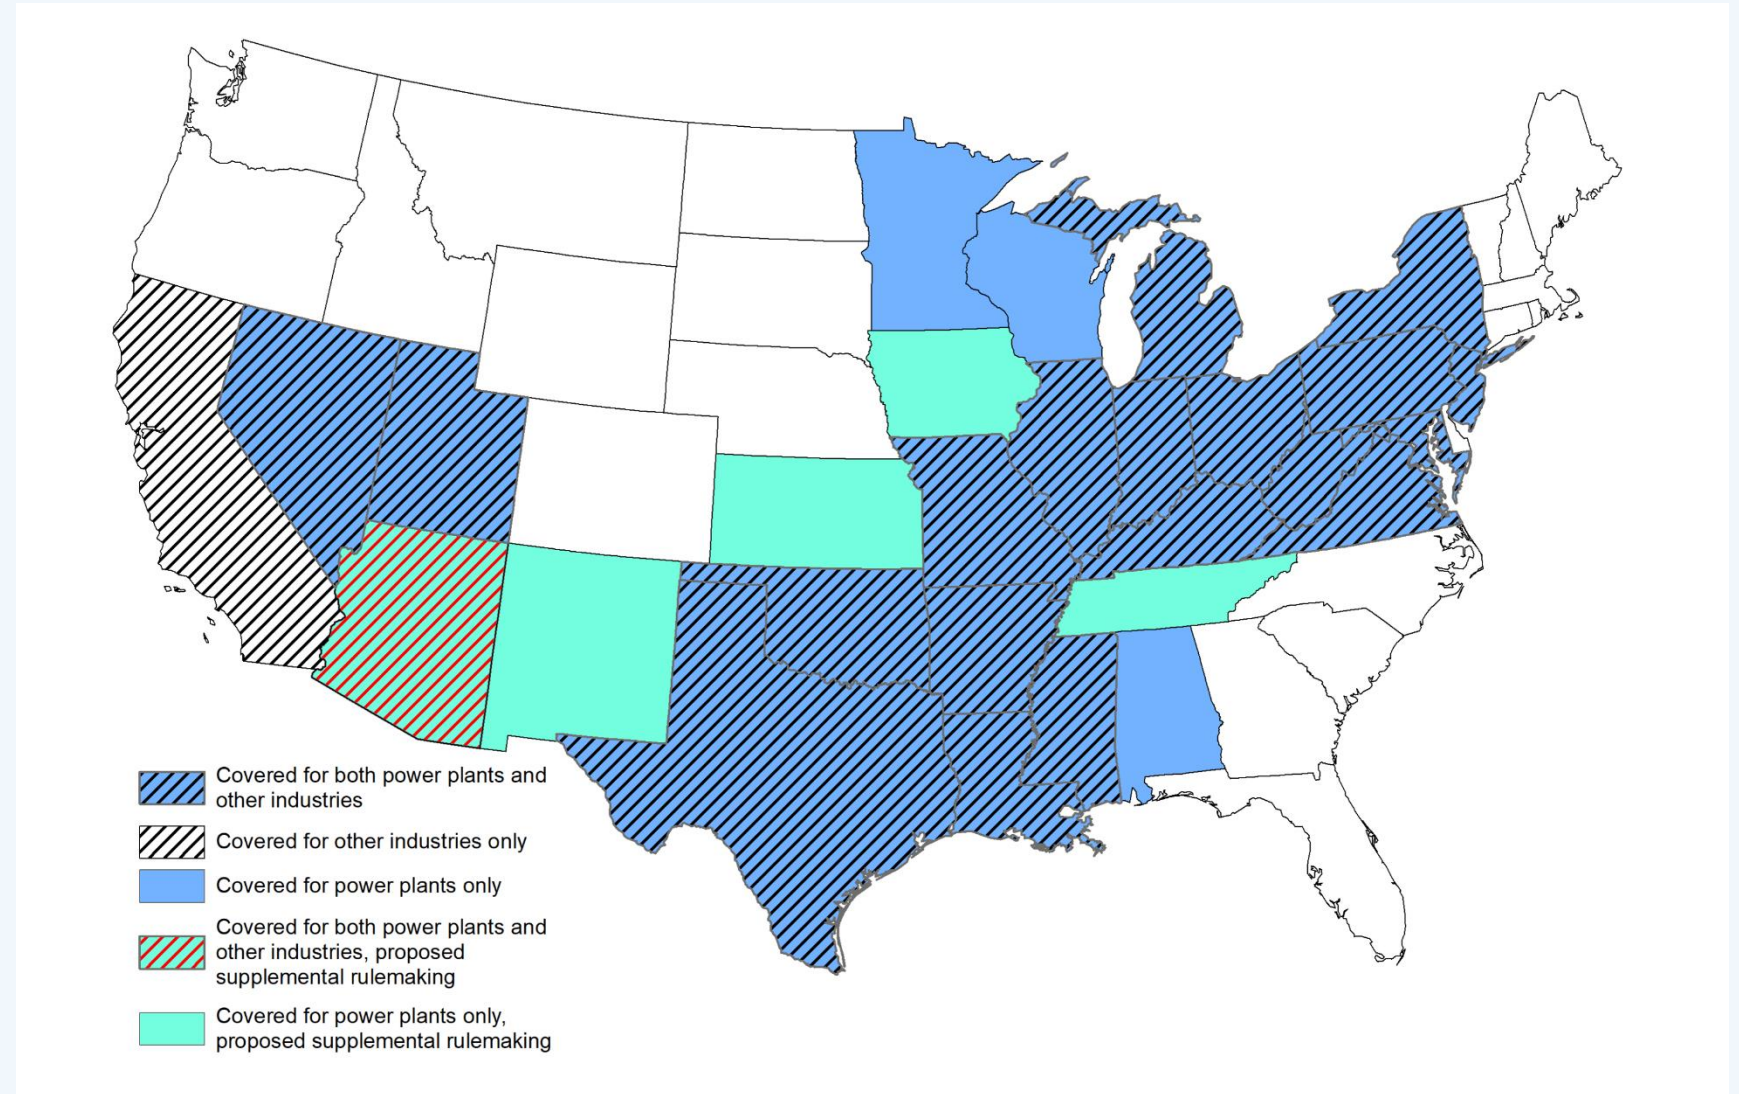 Covered for both power plants and
other industries
Covered for other industries only
Covered for power plants only
Covered for both power plants and
other industries, proposed
supplemental rulemaking
Covered for power plants only,
proposed supplemental rulemaking